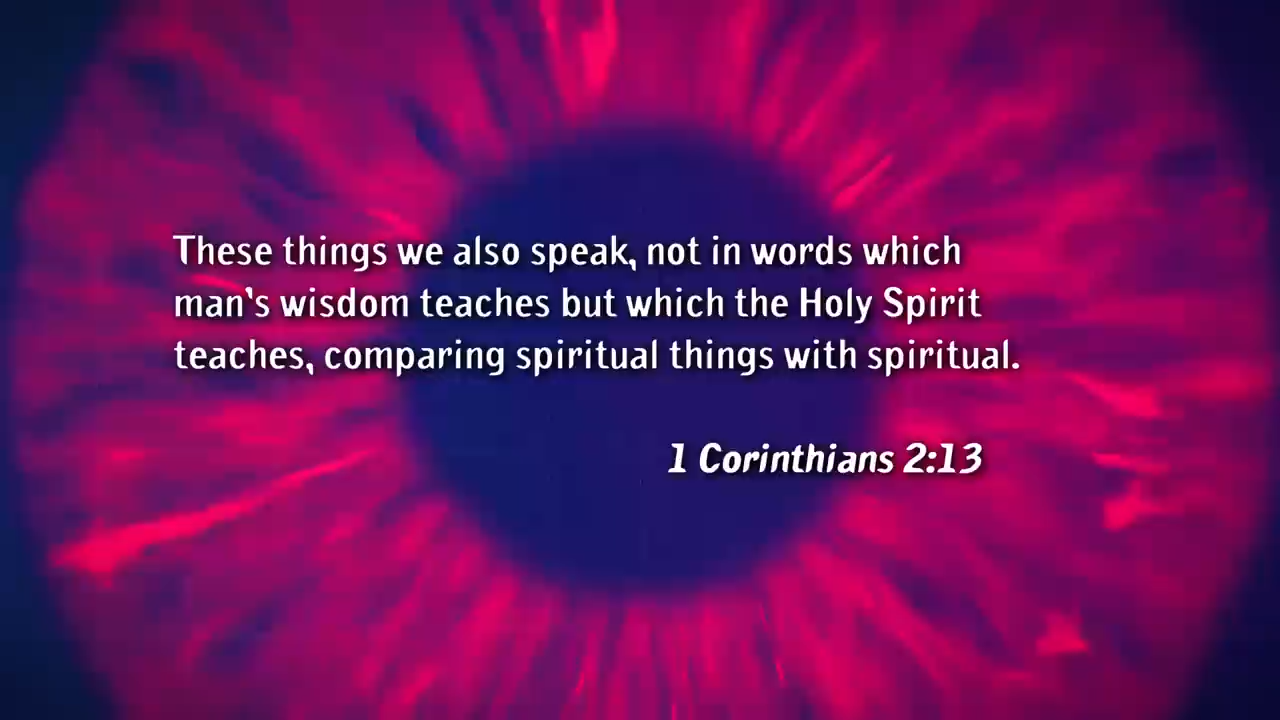 These things we also speak, not in words which
man's wisdom teaches but which the Holy Spirit
teaches, comparing spiritual things with spiritual.
1 Corinthians 2:13